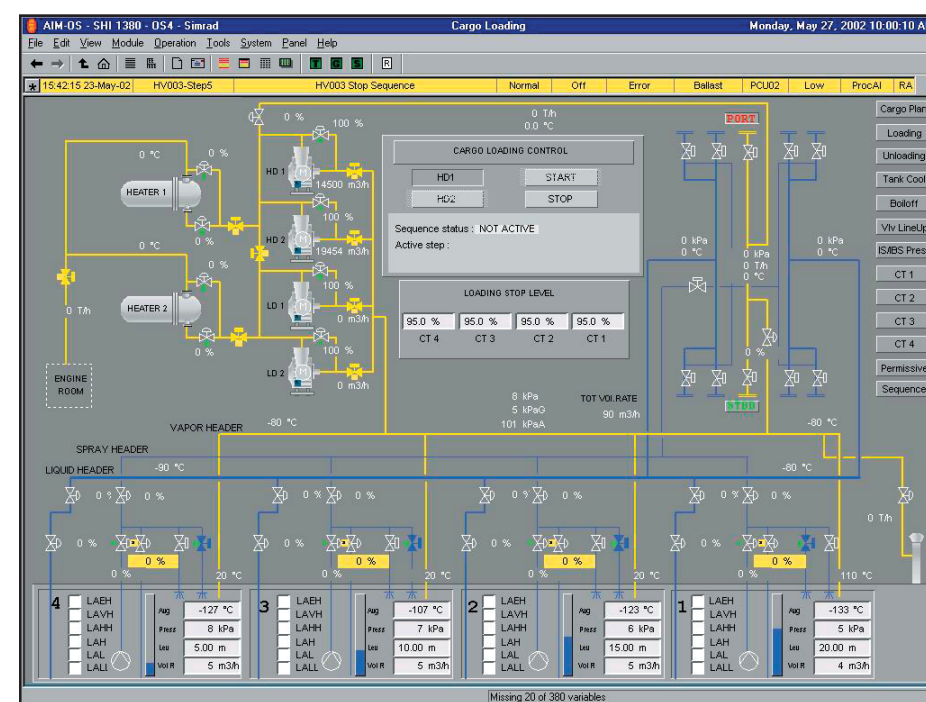 AIM-OS - SHI 1380 - OS4 - Simrad Cargo Loading Monday, May 27, 2002 10:00:10 A
File Edit View Module Operation Tools System Panel Help
T G S R
15:42:15 23-May-02 HV003-Step5 HV003 Stop Sequence Normal Off Error Ballast PCU02 Low ProcAl RA
Cargo Plan
Loading
Unloading
Tank Cool
Boiloff
Vlv LineUp
IS/IBS Pres
CT 1
CT 2
CT 3
CT 4
Permissive
Sequence
0 °C 0 %
HEATER 1
0 %
0 °C
0 %
HEATER 2
0 T/h
0 %
ENGINE
ROOM
0 % 100 %
HD 1
14500 m3/h
100 %
HD 2
19454 m3/h
100 %
LD 1
0 m3/h
100 %
LD 2
0 m3/h
0 T/h
0.0 °C
CARGO LOADING CONTROL
HD1 START
HD2 STOP
Sequence status : NOT ACTIVE
Active step :
LOADING STOP LEVEL
95.0 % 95.0 % 95.0 % 95.0 %
CT 4 CT 3 CT 2 CT 1
8 kPa
5 kPaG
101 kPaA
TOT VOl.RATE
90 m3/h
PORT
0 kPa
0 °C
0 kPa
0 T/h
0 °C
0 kPa
0 °C
0 %
STBD
VAPOR HEADER -80 °C -80 °C
SPRAY HEADER
LIQUID HEADER -90 °C -80 °C
0 % 0 % 0 % 0 % 0 % 0 %
0 T/h
0 % 0 % 0 % 0 %
0 % 0 % 0 % 0 %
0 % 20 °C 0 % 20 °C 0 % 20 °C 0 % 110 °C
4
LAEH
LAVH
LAHH
LAH
LAL
LALL
Aug -127 °C
Press 8 kPa
Leu 5.00 m
Vol R 5 m3/h
3
LAEH
LAVH
LAHH
LAH
LAL
LALL
Aug -107 °C
Press 7 kPa
Leu 10.00 m
Vol R 5 m3/h
2
LAEH
LAVH
LAHH
LAH
LAL
LALL
Aug -123 °C
Press 6 kPa
Leu 15.00 m
Vol R 5 m3/h
1
LAEH
LAVH
LAHH
LAH
LAL
LALL
Aug -133 °C
Press 5 kPa
Leu 20.00 m
Vol R 4 m3/h
Missing 20 of 380 variables